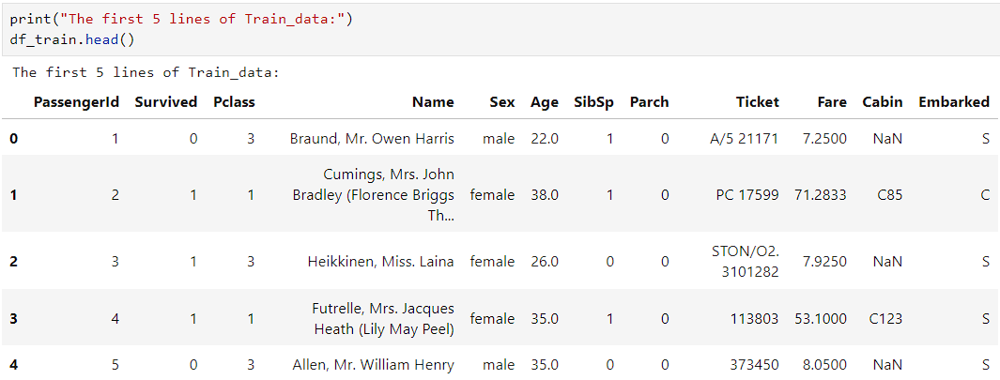 print("The first 5 lines of Train_data:")
df_train.head()
The first 5 lines of Train_data:
PassengerId Survived Pclass Name Sex Age SibSp Parch Ticket Fare Cabin Embarked
0 1 0 3 Braund, Mr. Owen Harris male 22.0 1 0 A/5 21171 7.2500 NaN S
Cumings, Mrs. John
1 2 1 1 Bradley (Florence Briggs female 38.0 1 0 PC 17599 71.2833 C85 C
Th...
2 3 1 3 Heikkinen, Miss. Laina female 26.0 0 0 STON/O2. 7.9250 NaN S
3101282
Futrelle, Mrs. Jacques
3 4 1 1 Heath (Lily May Peel) female 35.0 1 0 113803 53.1000 C123 S
4 5 0 3 Allen, Mr. William Henry male 35.0 0 0 373450 8.0500 NaN S